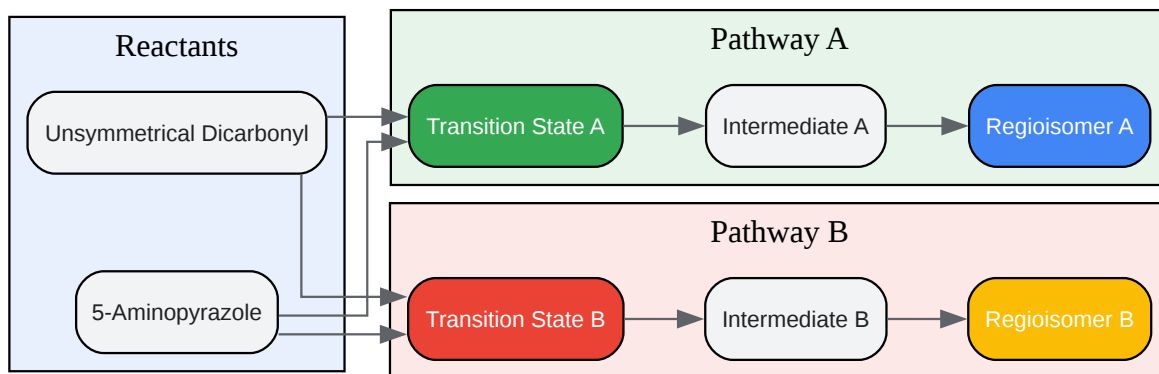 Reactants
Unsymmetrical Dicarbonyl
5-Aminopyrazole
Pathway A
Transition State A
Intermediate A
Regioisomer A
Pathway B
Transition State B
Intermediate B
Regioisomer B